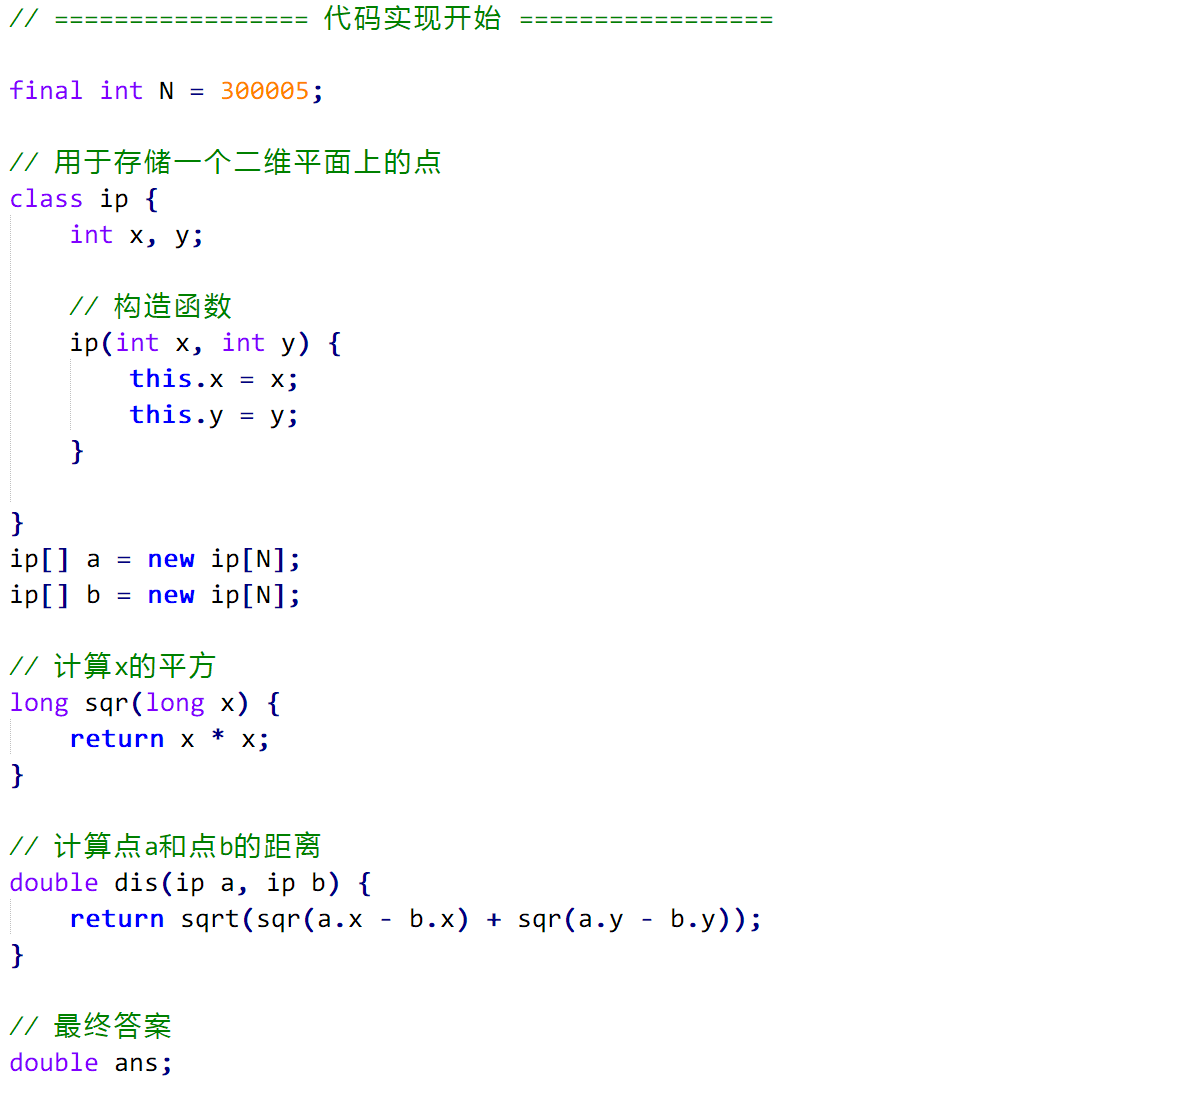 // ================= 代码实现开始 =================
final int N = 300005;
// 用于存储一个二维平面上的点
class ip {
int x, y;
// 构造函数
ip(int x, int y) {
this.x = x;
this.y = y;
}
}
ip[] a = new ip[N];
ip[] b = new ip[N];
// 计算x的平方
long sqr(long x) {
return x * x;
}
// 计算点a和点b的距离
double dis(ip a, ip b) {
return sqrt(sqr(a.x - b.x) + sqr(a.y - b.y));
}
// 最终答案
double ans;